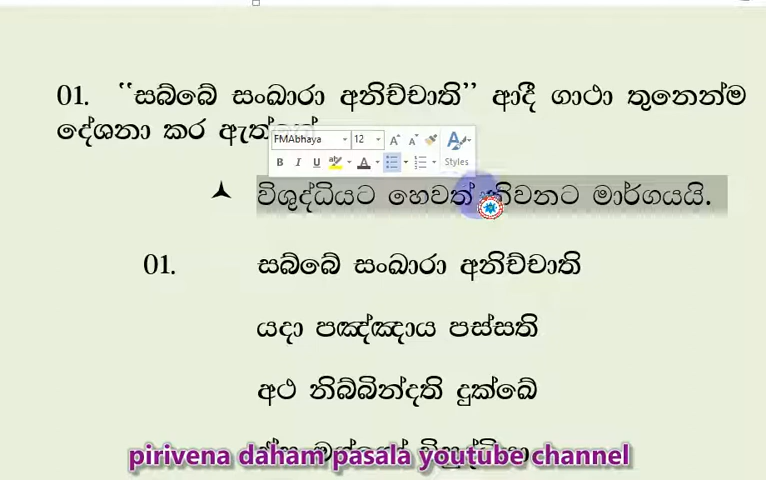 01. “සබ්බේ සංඛාරා අනිච්චාති” ආදී ගාථා තුනෙන්ම
දේශනා කර
FMAbhaya 12
B I U Styles
විශුද්ධියට හෙවත් නිවනට මාර්ගයයි.
01. සබ්බේ සංඛාරා අනිච්චාති
යදා පඤ්ඤාය පස්සති
අථ නිබ්බින්දති දුක්ඛේ
pirivena daham pasala youtube channel